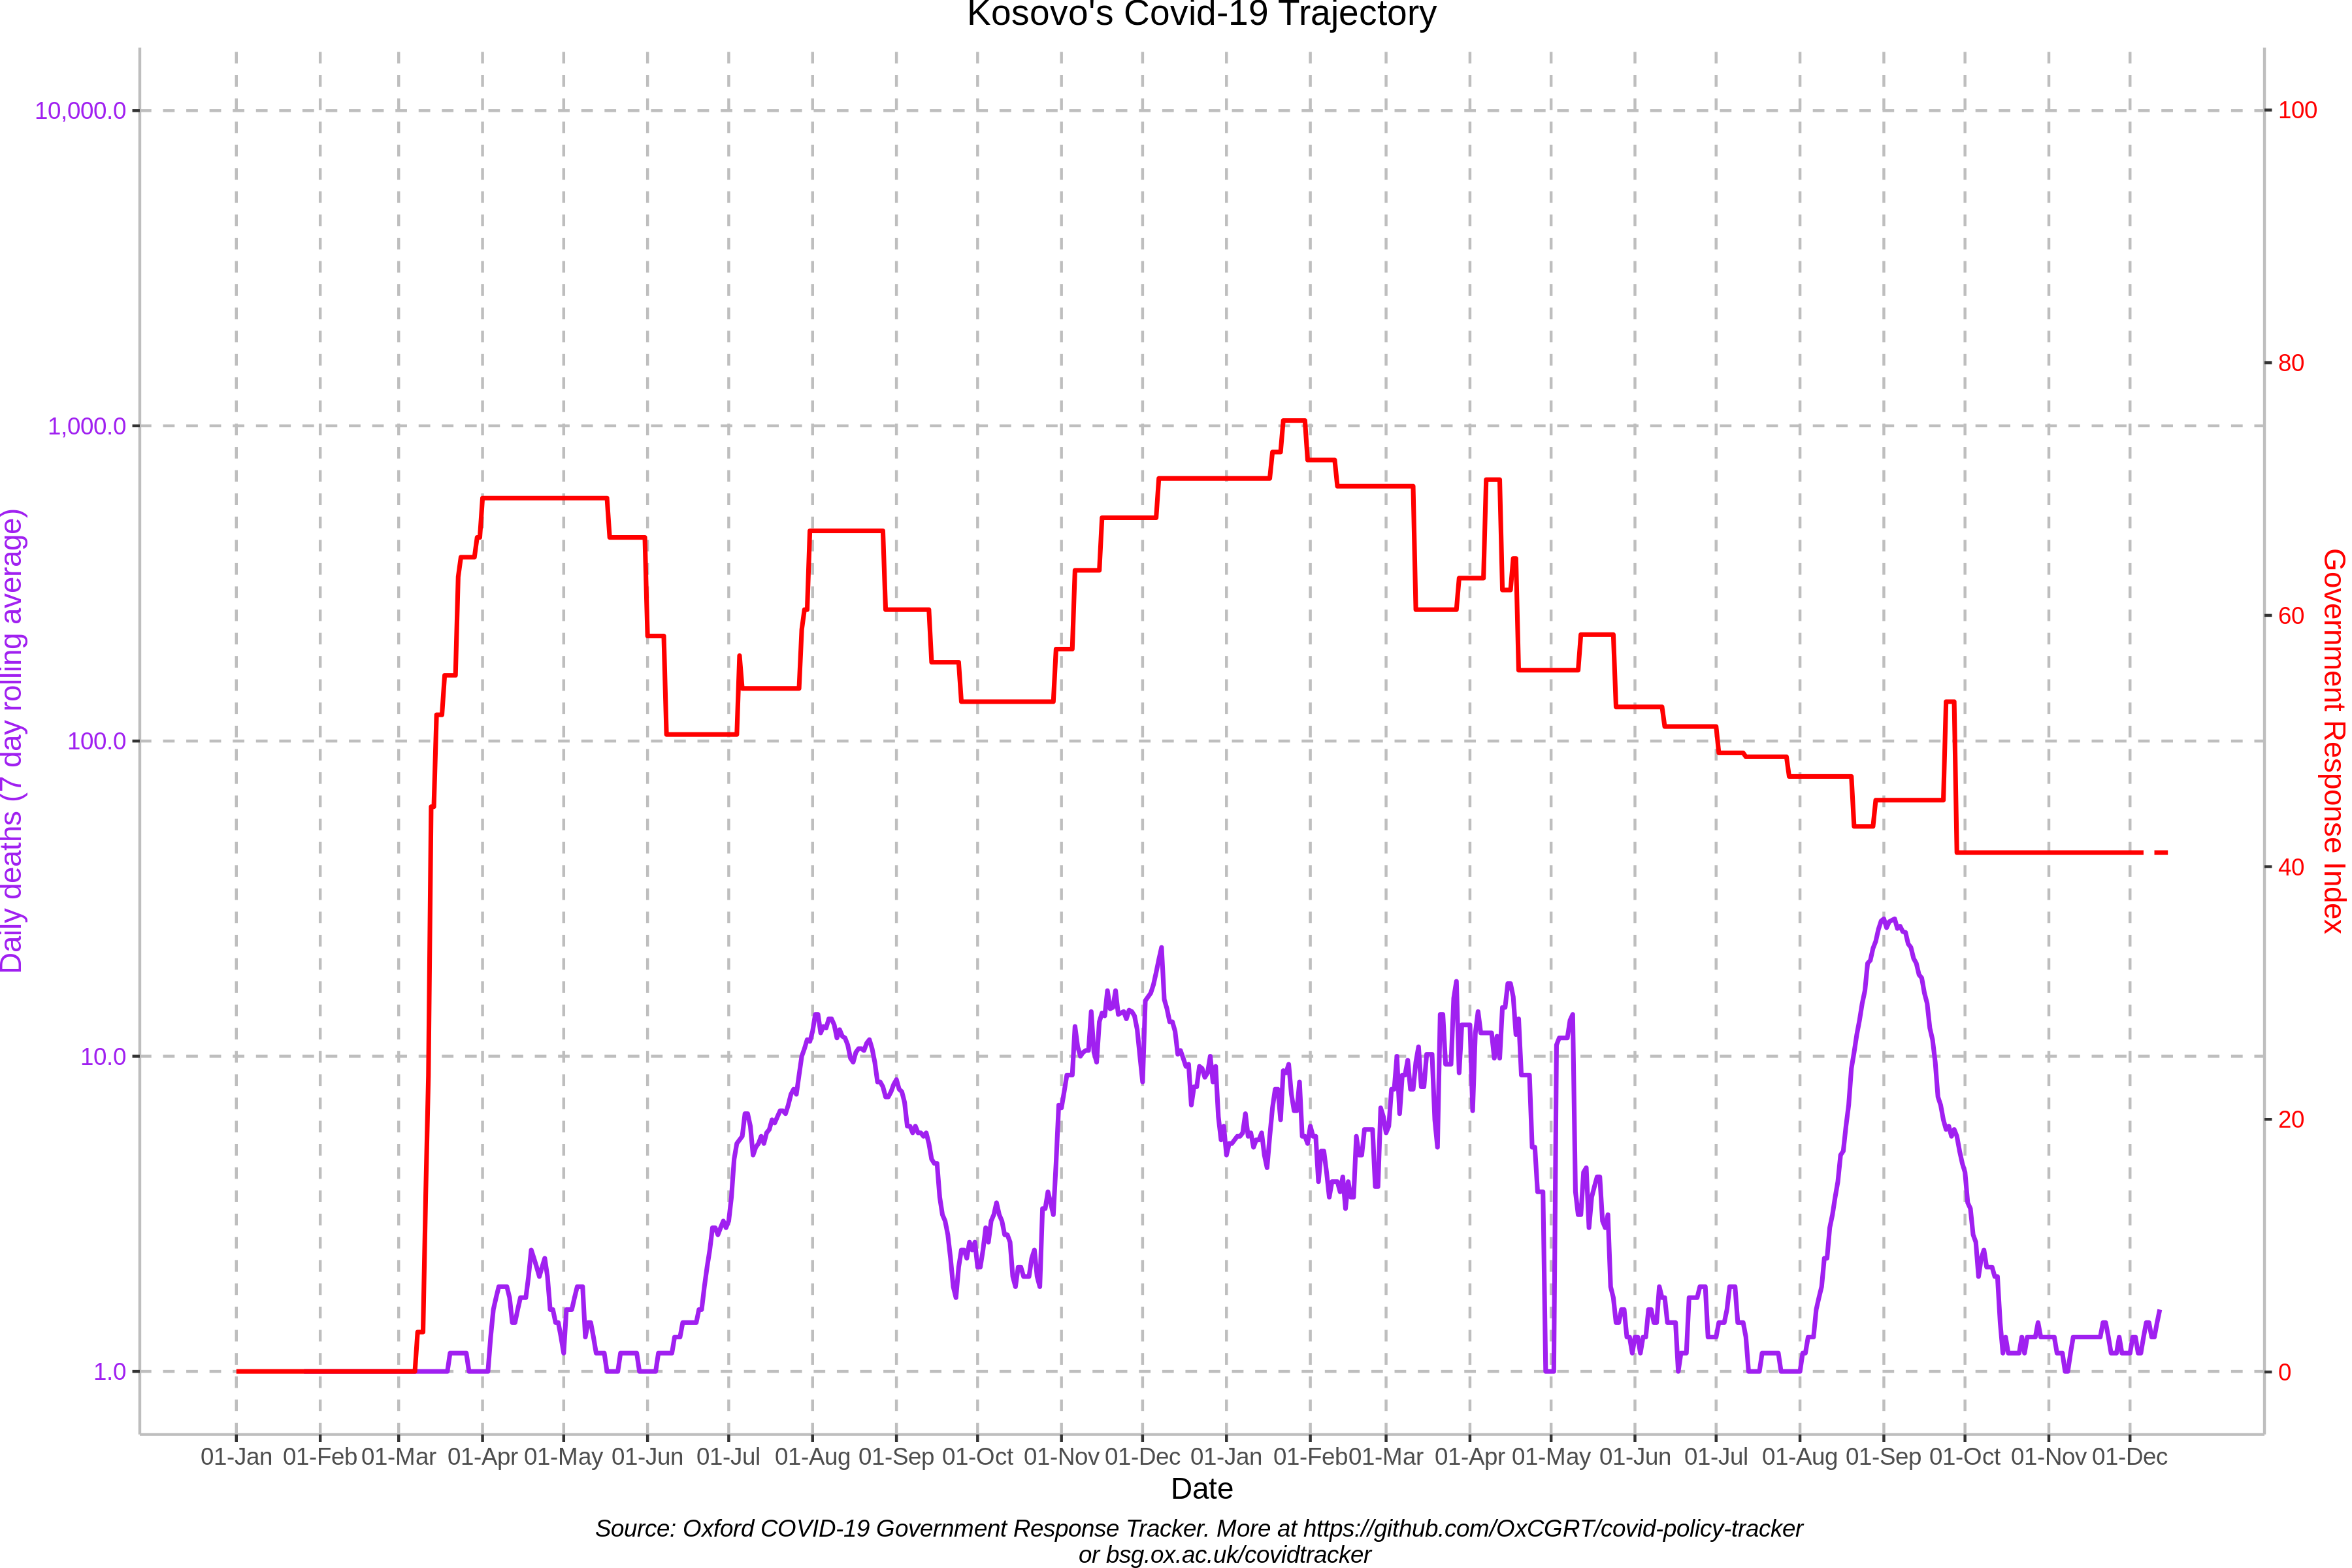 Kosovo's Covid-19 Trajectory
10,000.0
1,000.0
100.0
10.0
1.0
Daily deaths (7 day rolling average)
100
80
60
40
20
0
Government Response Index
01-Jan 01-Feb 01-Mar 01-Apr 01-May 01-Jun 01-Jul 01-Aug 01-Sep 01-Oct 01-Nov 01-Dec 01-Jan 01-Feb 01-Mar 01-Apr 01-May 01-Jun 01-Jul 01-Aug 01-Sep 01-Oct 01-Nov 01-Dec
Date
Source: Oxford COVID-19 Government Response Tracker. More at https://github.com/OxCGRT/covid-policy-tracker
or bsg.ox.ac.uk/covidtracker